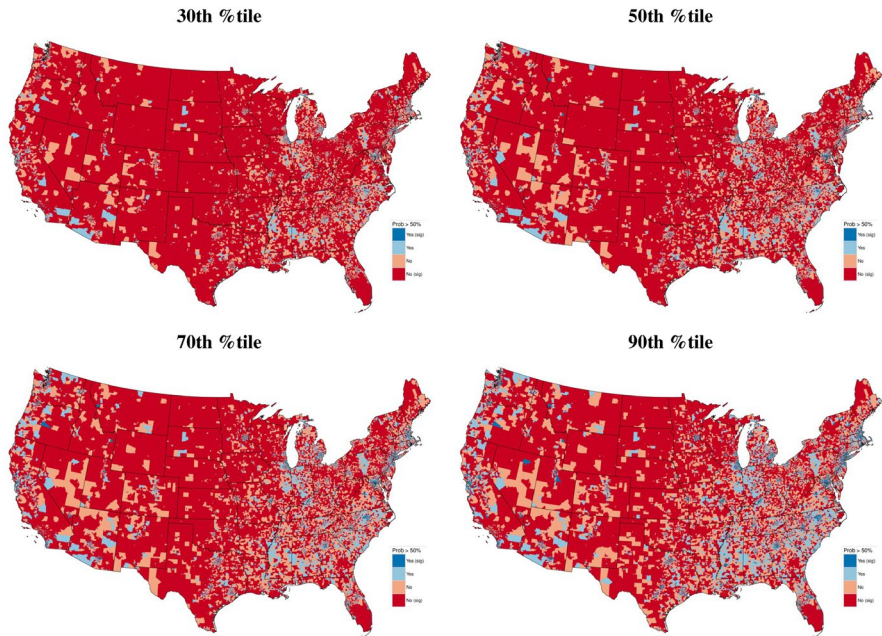 30th %tile
50th %tile
Prob > 50%
Yes (sig)
Yes
No
No (sig)
Prob > 50%
Yes (sig)
Yes
No
No (sig)
70th %tile
90th %tile
Prob > 50%
Yes (sig)
Yes
No
No (sig)
Prob > 50%
Yes (sig)
Yes
No
No (sig)